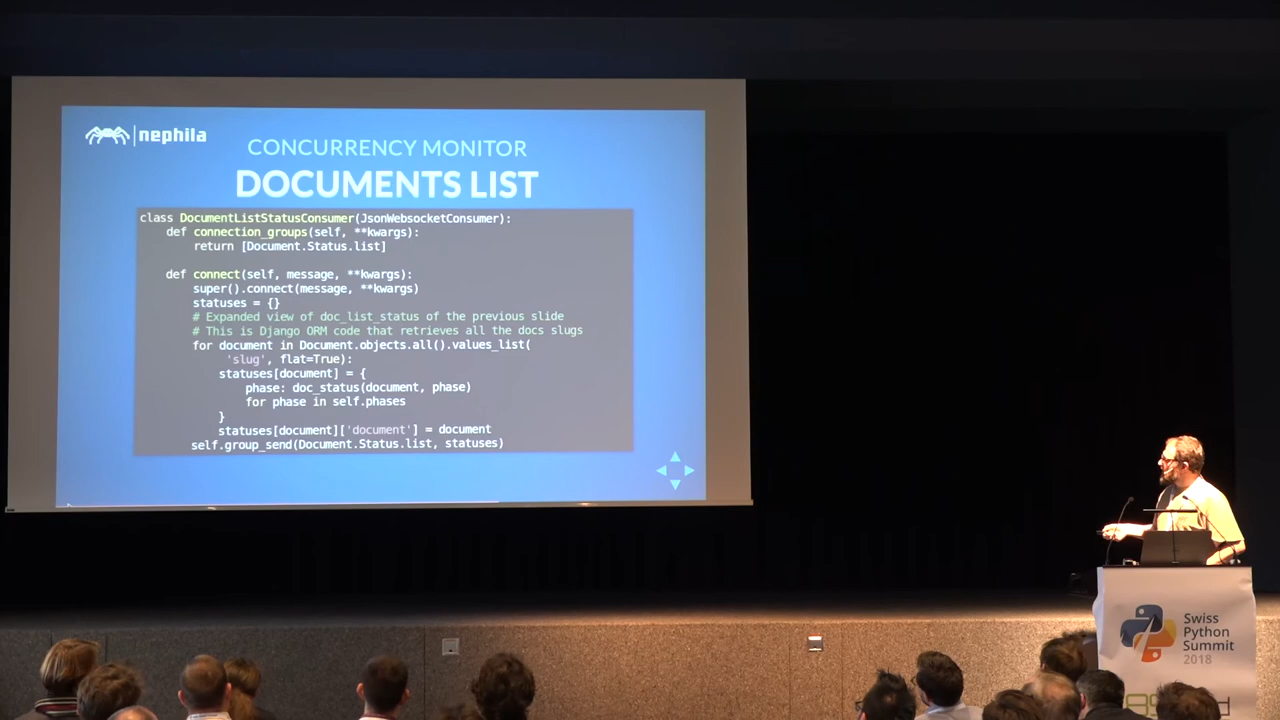 nephila
CONCURRENCY MONITOR
DOCUMENTS LIST
class DocumentListStatusConsumer(JsonWebsocketConsumer):
    def connection_groups(self, **kwargs):
        return [Document.Status.list]
    def connect(self, message, **kwargs):
        super().connect(message, **kwargs)
        statuses = {}
        # Expanded view of doc_list_status of the previous slide
        # This is Django ORM code that retrieves all the docs slugs
        for document in Document.objects.all().values_list(
             'slug', flat=True):
            statuses[document] = {
                phase: doc_status(document, phase)
                for phase in self.phases
            }
            statuses[document]['document'] = document
        self.group_send(Document.Status.list, statuses)
Swiss
Python
Summit
2018